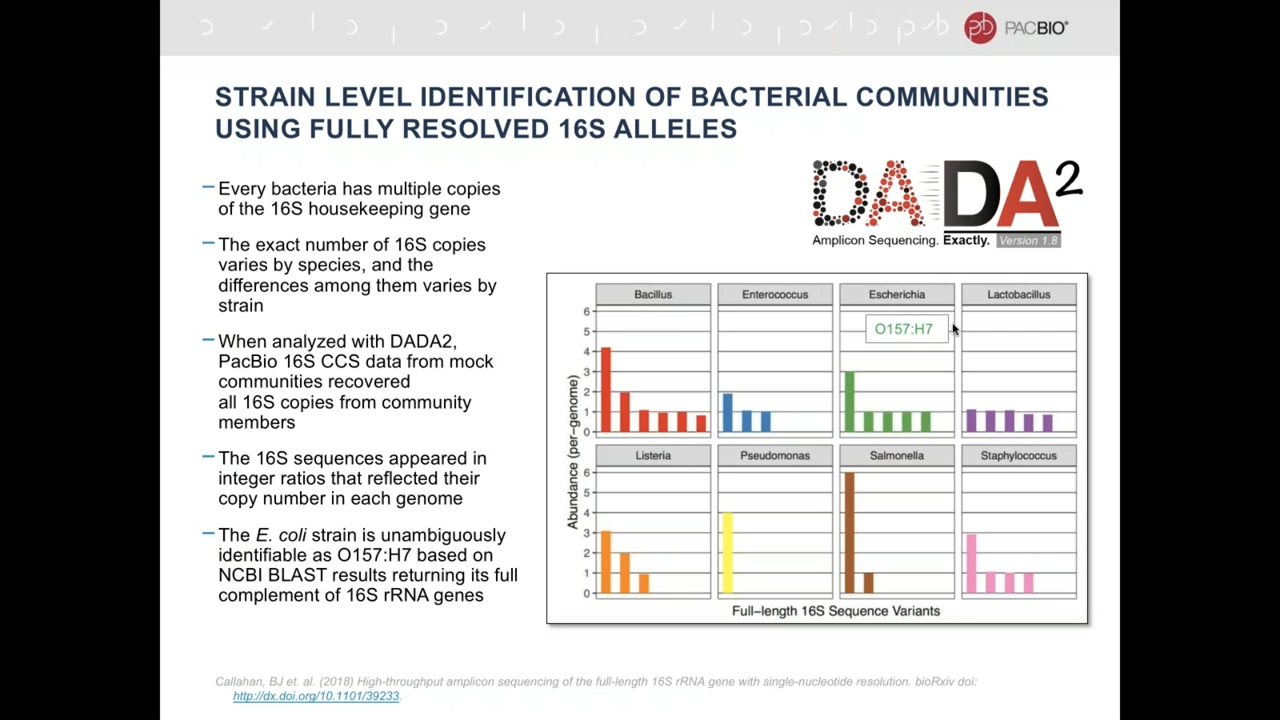 PACBIO®
STRAIN LEVEL IDENTIFICATION OF BACTERIAL COMMUNITIES
USING FULLY RESOLVED 16S ALLELES
DADA2
Amplicon Sequencing. Exactly. Version 1.8
– Every bacteria has multiple copies
of the 16S housekeeping gene
– The exact number of 16S copies
varies by species, and the
differences among them varies by
strain
– When analyzed with DADA2,
PacBio 16S CCS data from mock
communities recovered
all 16S copies from community
members
– The 16S sequences appeared in
integer ratios that reflected their
copy number in each genome
– The E. coli strain is unambiguously
identifiable as O157:H7 based on
NCBI BLAST results returning its full
complement of 16S rRNA genes
Abundance (per−genome)
Bacillus Enterococcus Escherichia Lactobacillus
O157:H7
6
5
4
3
2
1
0
Listeria Pseudomonas Salmonella Staphylococcus
6
5
4
3
2
1
0
Full−length 16S Sequence Variants
Callahan, BJ et. al. (2018) High-throughput amplicon sequencing of the full-length 16S rRNA gene with single-nucleotide resolution. bioRxiv doi:
http://dx.doi.org/10.1101/39233.